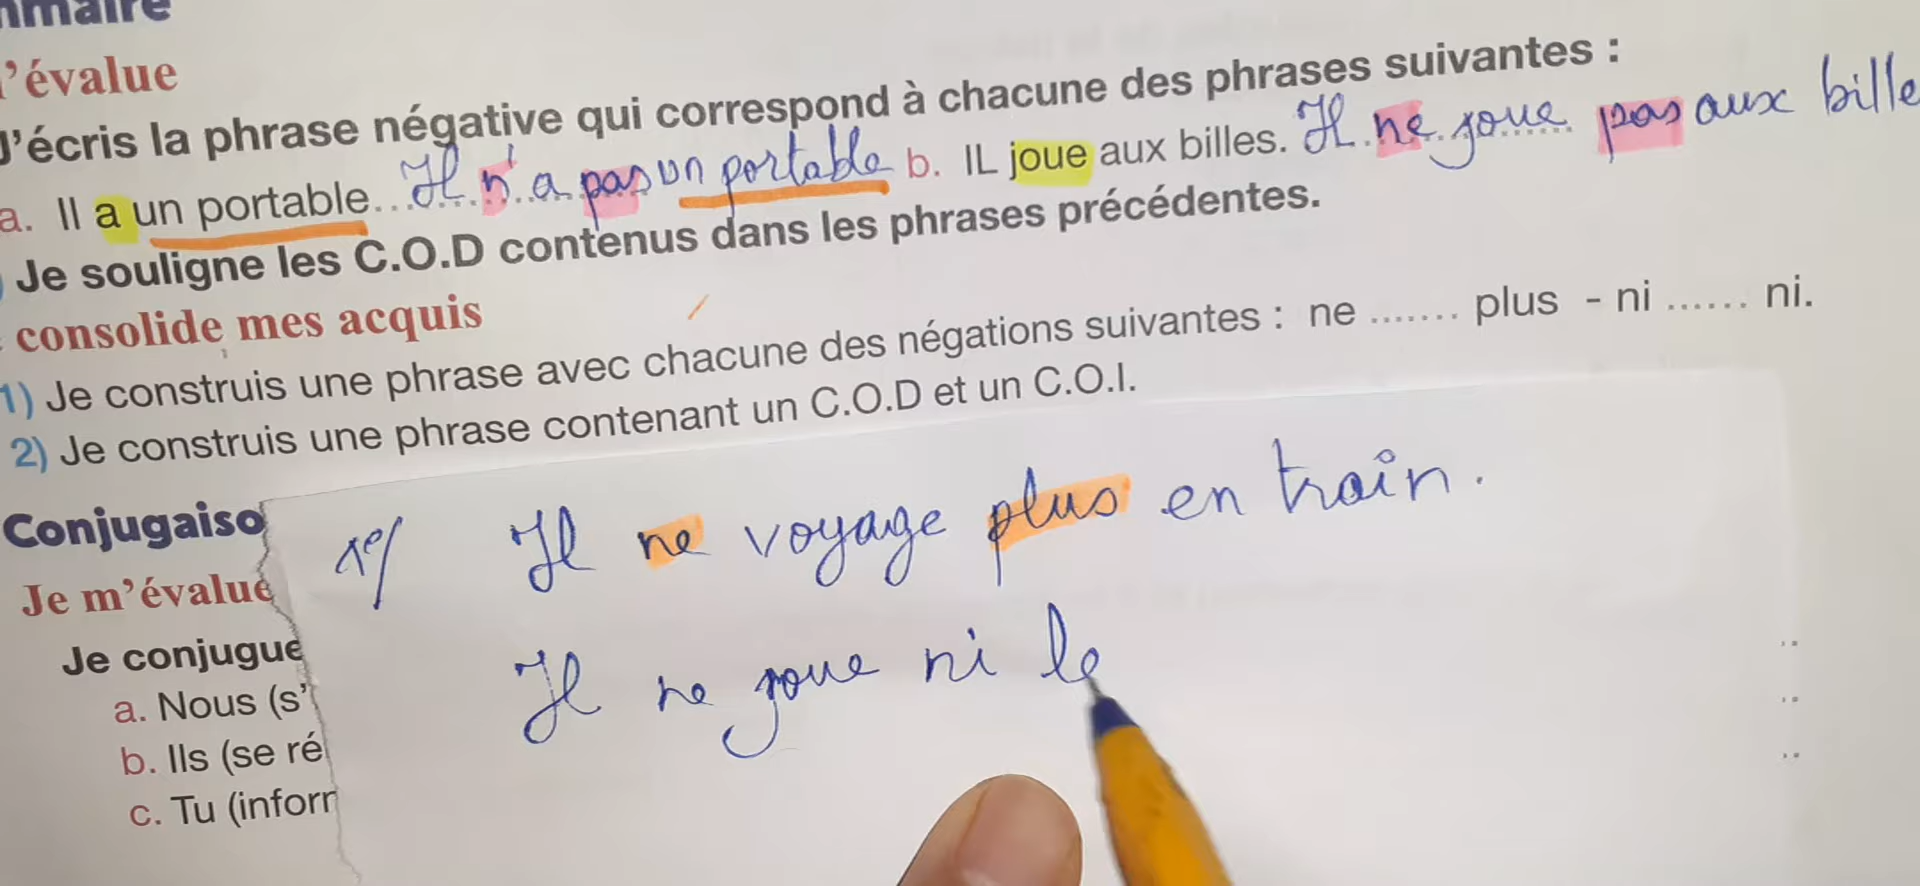 mmaire
l'évalue
J'écris la phrase négative qui correspond à chacune des phrases suivantes :
a. Il a un portable... Il n'a pas un portable b. IL joue aux billes. Il ne joue pas aux bille
Je souligne les C.O.D contenus dans les phrases précédentes.
consolide mes acquis
1) Je construis une phrase avec chacune des négations suivantes : ne ....... plus - ni ...... ni.
2) Je construis une phrase contenant un C.O.D et un C.O.I.
Conjugaiso
1e/ Il ne voyage plus en train.
Je m'évalue
Je conjugue
Il ne joue ni le
a. Nous (s'
b. Ils (se ré
c. Tu (infor